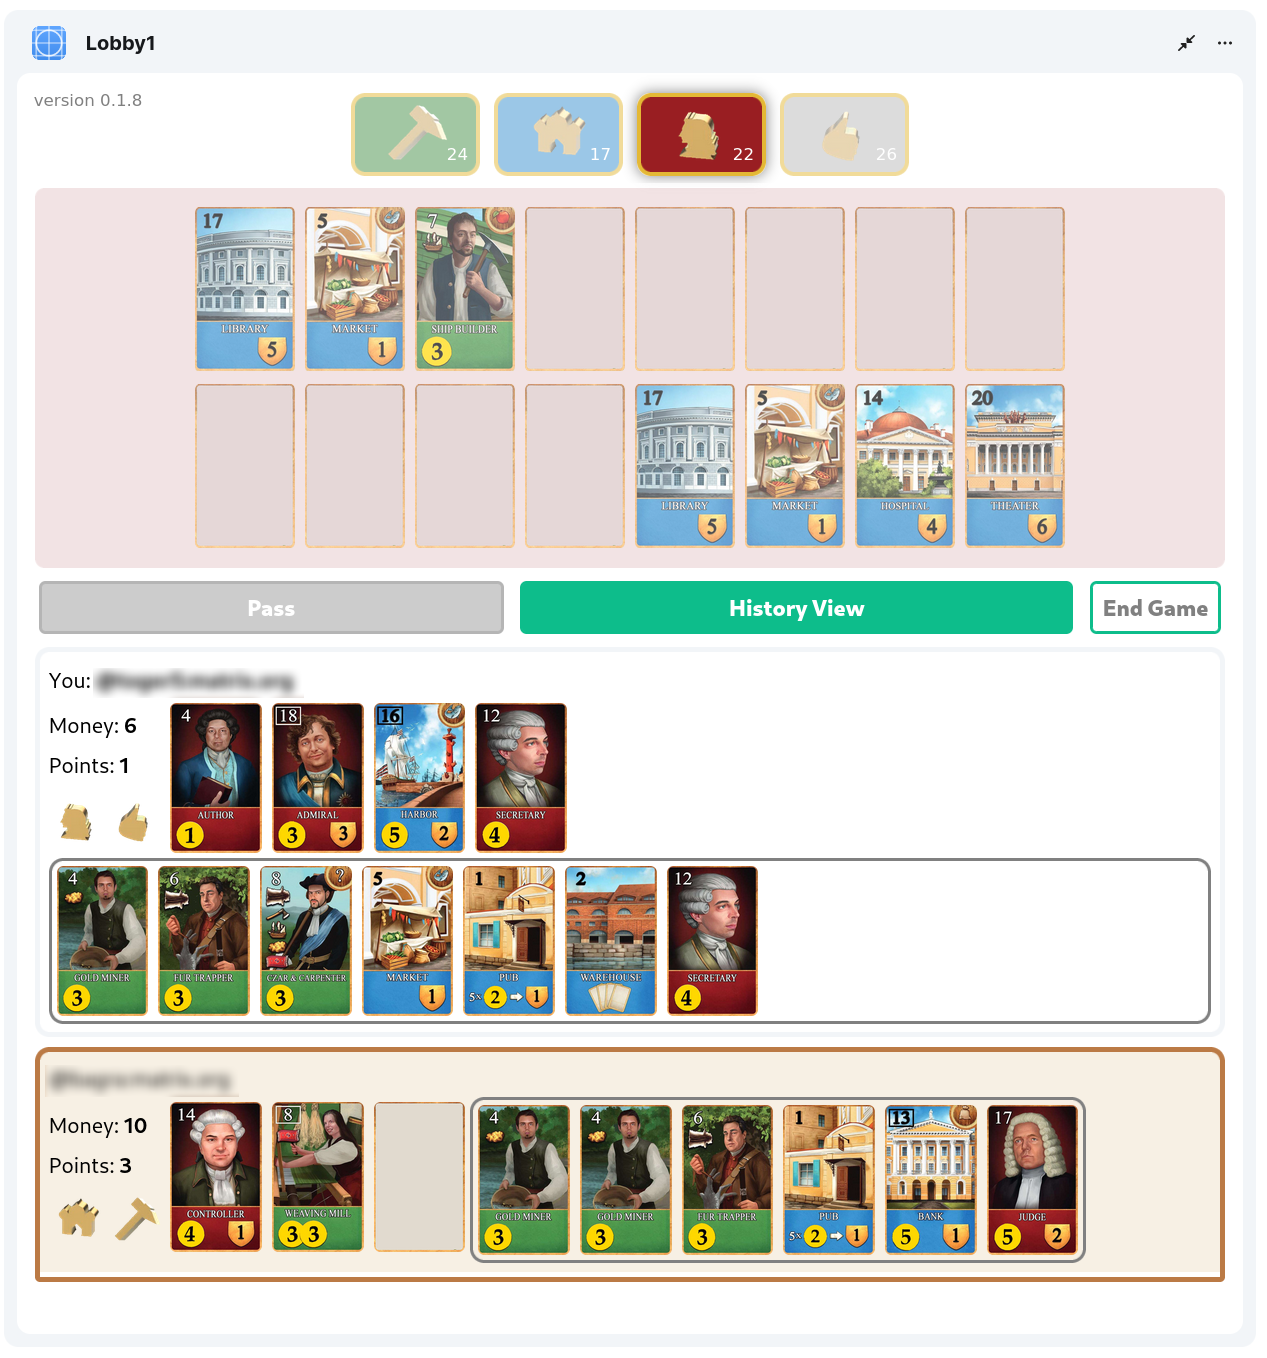 Lobby1
version 0.1.8
24
17
22
26
17
LIBRARY
5
5
MARKET
1
7
SHIP BUILDER
3
17
LIBRARY
5
5
MARKET
1
14
HOSPITAL
4
20
THEATER
6
Pass
History View
End Game
You:
Money: 6
Points: 1
4
AUTHOR
1
18
ADMIRAL
3 3
16
HARBOR
5 2
12
SECRETARY
4
4
GOLD MINER
3
6
FUR TRAPPER
3
8
?
CZAR & CARPENTER
3
5
MARKET
1
1
PUB
5x 2 ➡ 1
2
WAREHOUSE
12
SECRETARY
4
Money: 10
Points: 3
14
CONTROLLER
4 1
8
WEAVING MILL
3 3
4
GOLD MINER
3
4
GOLD MINER
3
6
FUR TRAPPER
3
1
PUB
5x 2 ➡ 1
13
BANK
5 1
17
JUDGE
5 2